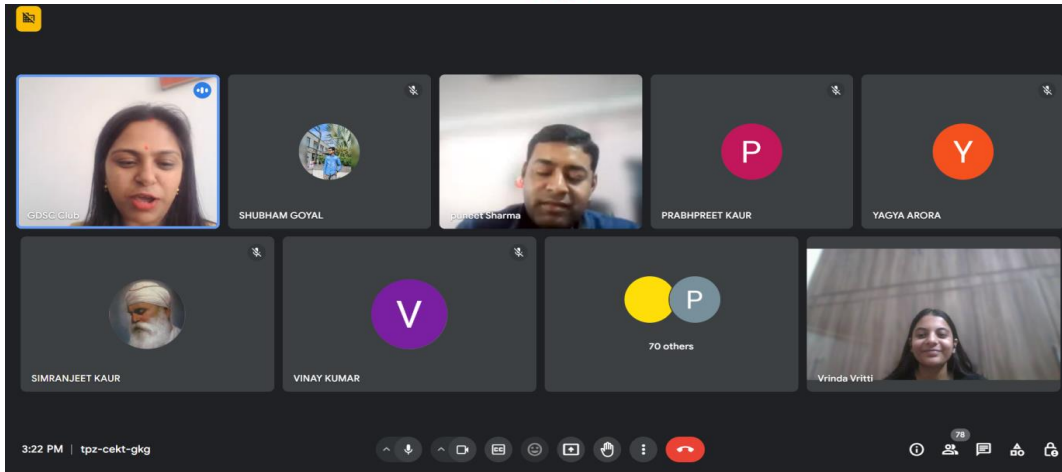 GDSC Club
SHUBHAM GOYAL
puneet Sharma
P
PRABHPREET KAUR
Y
YAGYA ARORA
SIMRANJEET KAUR
V
VINAY KUMAR
P
70 others
Vrinda Vritti
3:22 PM | tpz-cekt-gkg
CC
78